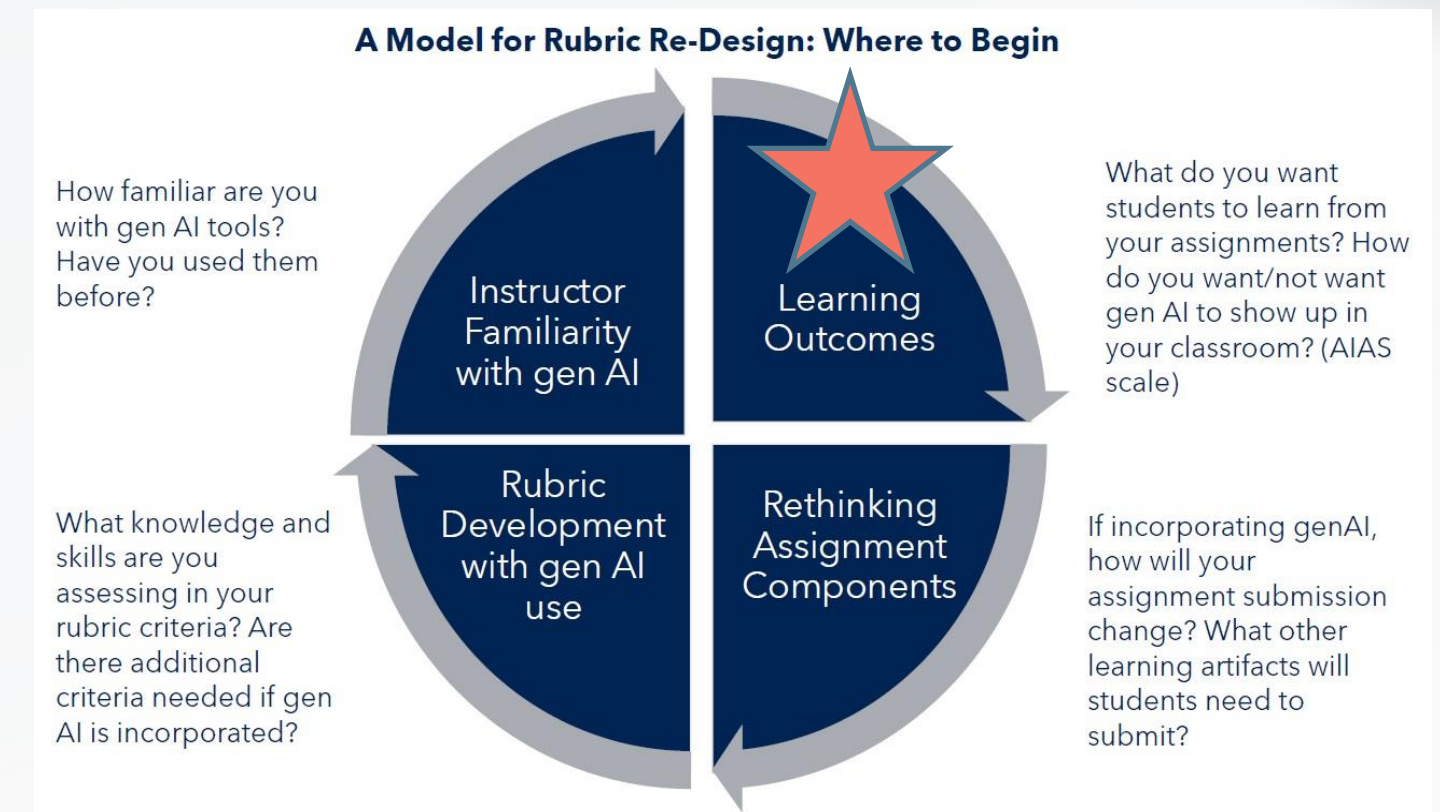 A Model for Rubric Re-Design: Where to Begin
How familiar are you
with gen AI tools?
Have you used them
before?
Instructor
Familiarity
with gen AI
Learning
Outcomes
What do you want
students to learn from
your assignments? How
do you want/not want
gen AI to show up in
your classroom? (AIAS
scale)
What knowledge and
skills are you
assessing in your
rubric criteria? Are
there additional
criteria needed if gen
AI is incorporated?
Rubric
Development
with gen AI
use
Rethinking
Assignment
Components
If incorporating genAI,
how will your
assignment submission
change? What other
learning artifacts will
students need to
submit?